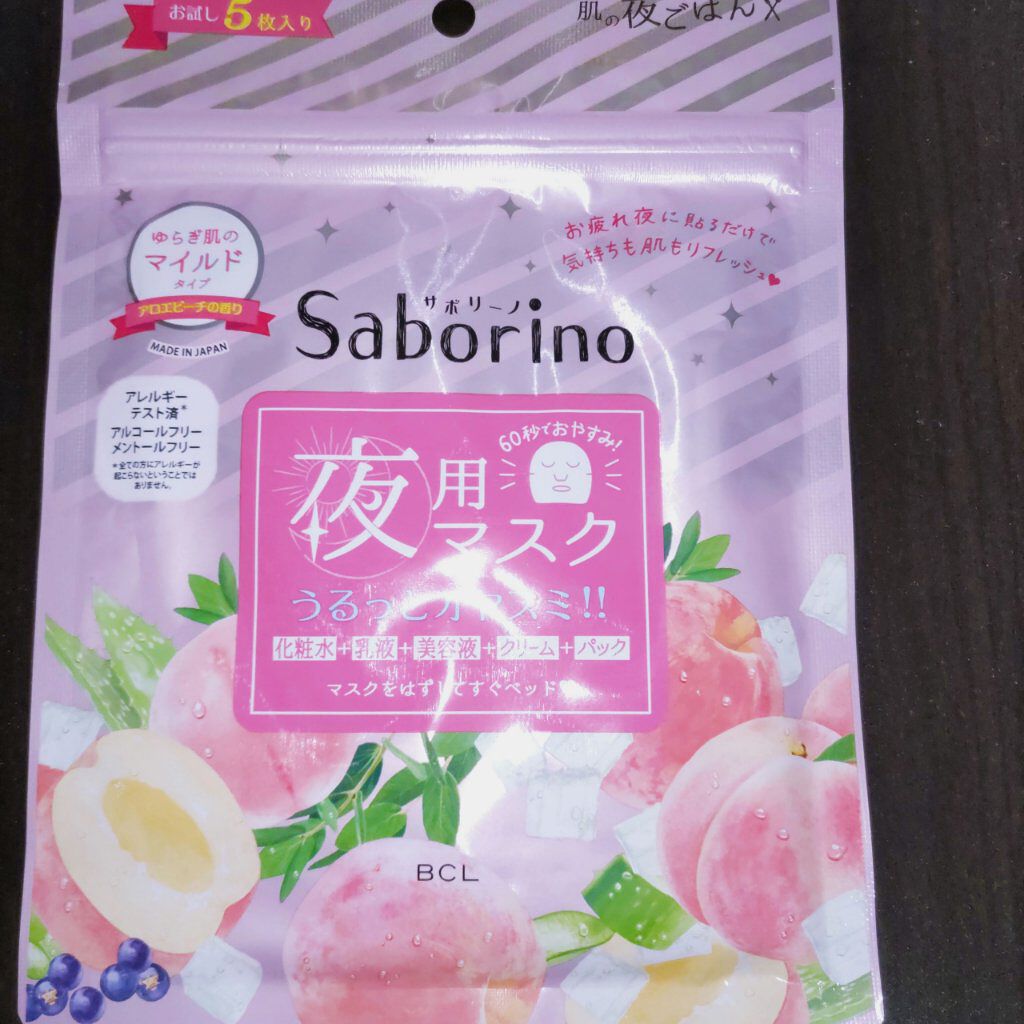 お試し5枚入り
肌の夜ごはん
ゆらぎ肌の
マイルド
タイプ
アロエピーチの香り
MADE IN JAPAN
お疲れ夜に貼るだけで
気持ちも肌もリフレッシュ♥
サボリーノ
Saborino
アレルギー
テスト済*
アルコールフリー
メントールフリー
*全ての方にアレルギーが
起こらないということでは
ありません。
60秒でおやすみ!
夜用
マスク
うるっとオヤスミ!!
化粧水+乳液+美容液+クリーム+パック
マスクをはずしてすぐベッド
BCL